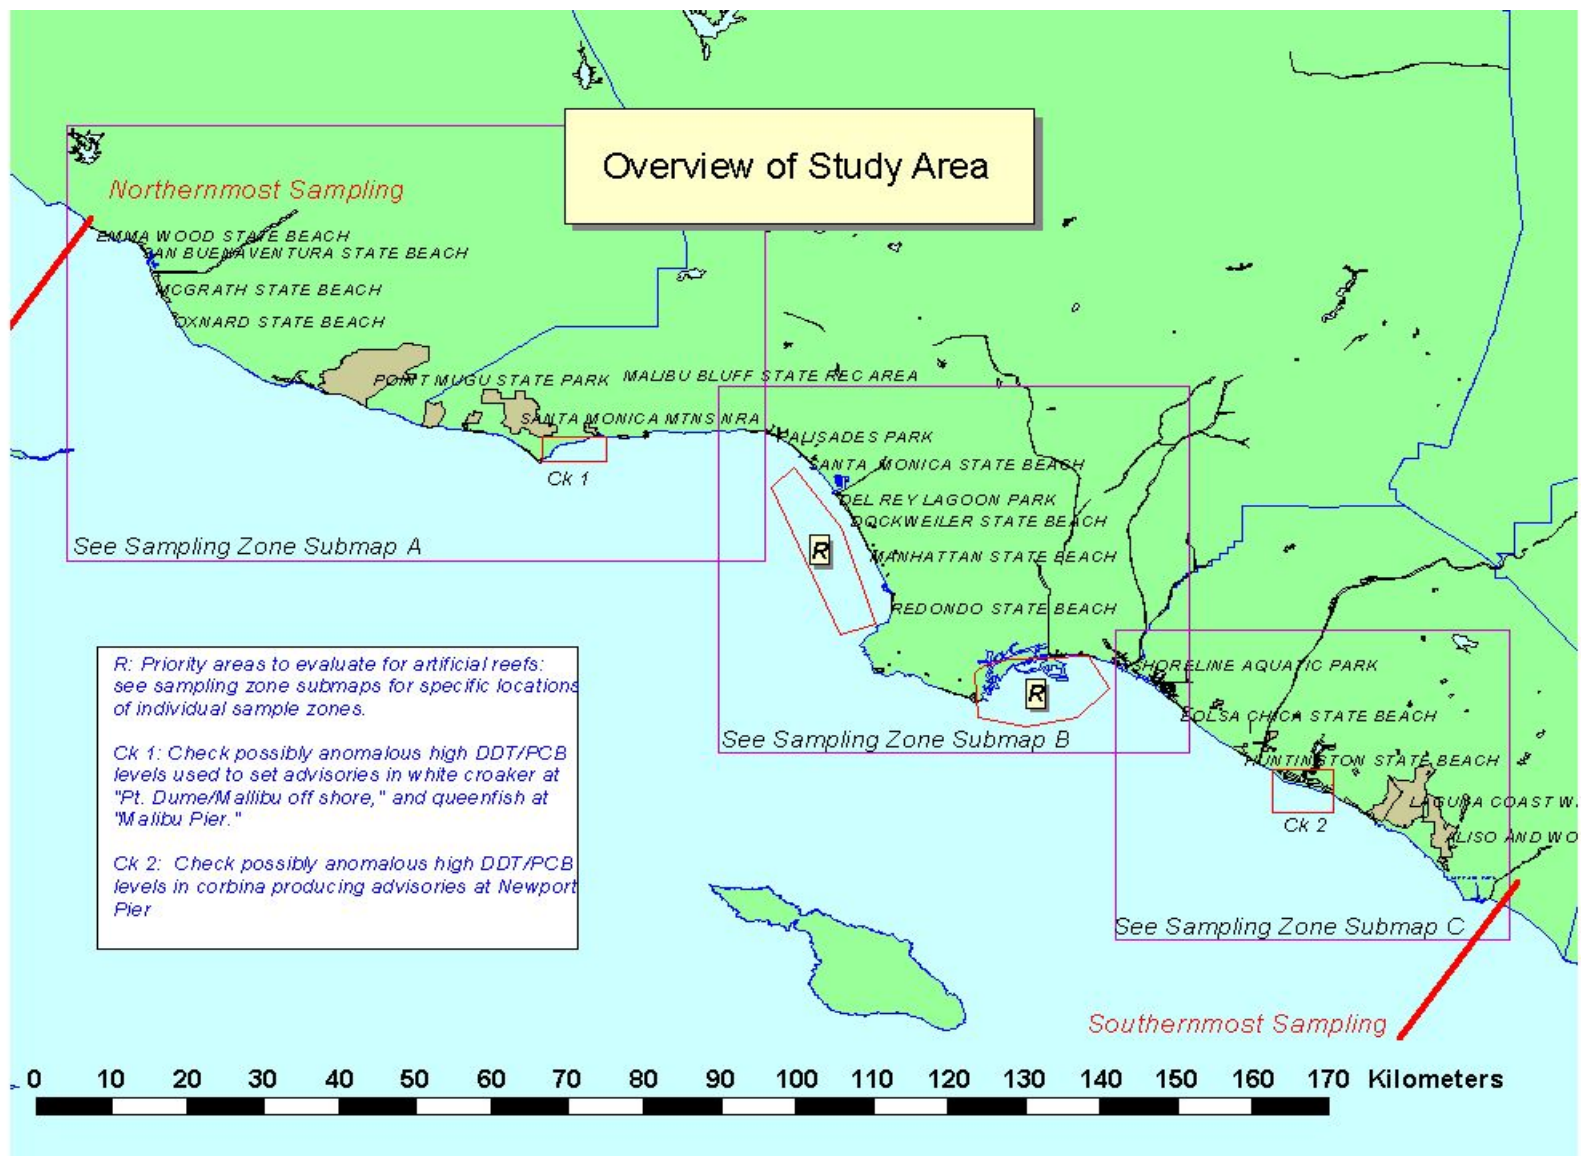 Overview of Study Area
Northernmost Sampling
EMMA WOOD STATE BEACH
SAN BUENAVENTURA STATE BEACH
MCGRATH STATE BEACH
OXNARD STATE BEACH
POINT MUGU STATE PARK
MALIBU BLUFF STATE REC AREA
SANTA MONICA MTNS NRA
PALISADES PARK
Ck 1
SANTA MONICA STATE BEACH
DEL REY LAGOON PARK
DOCKWEILER STATE BEACH
See Sampling Zone Submap A
R
MANHATTAN STATE BEACH
REDONDO STATE BEACH
R: Priority areas to evaluate for artificial reefs:
see sampling zone submaps for specific locations
of individual sample zones.
Ck 1: Check possibly anomalous high DDT/PCB
levels used to set advisories in white croaker at
"Pt. Dume/Mallibu off shore," and queenfish at
"Malibu Pier."
Ck 2: Check possibly anomalous high DDT/PCB
levels in corbina producing advisories at Newport
Pier
SHORELINE AQUATIC PARK
R
BOLSA CHICA STATE BEACH
See Sampling Zone Submap B
HUNTINGTON STATE BEACH
LAGUNA COAST W
Ck 2
ALISO AND WO
See Sampling Zone Submap C
Southernmost Sampling
0 10 20 30 40 50 60 70 80 90 100 110 120 130 140 150 160 170 Kilometers